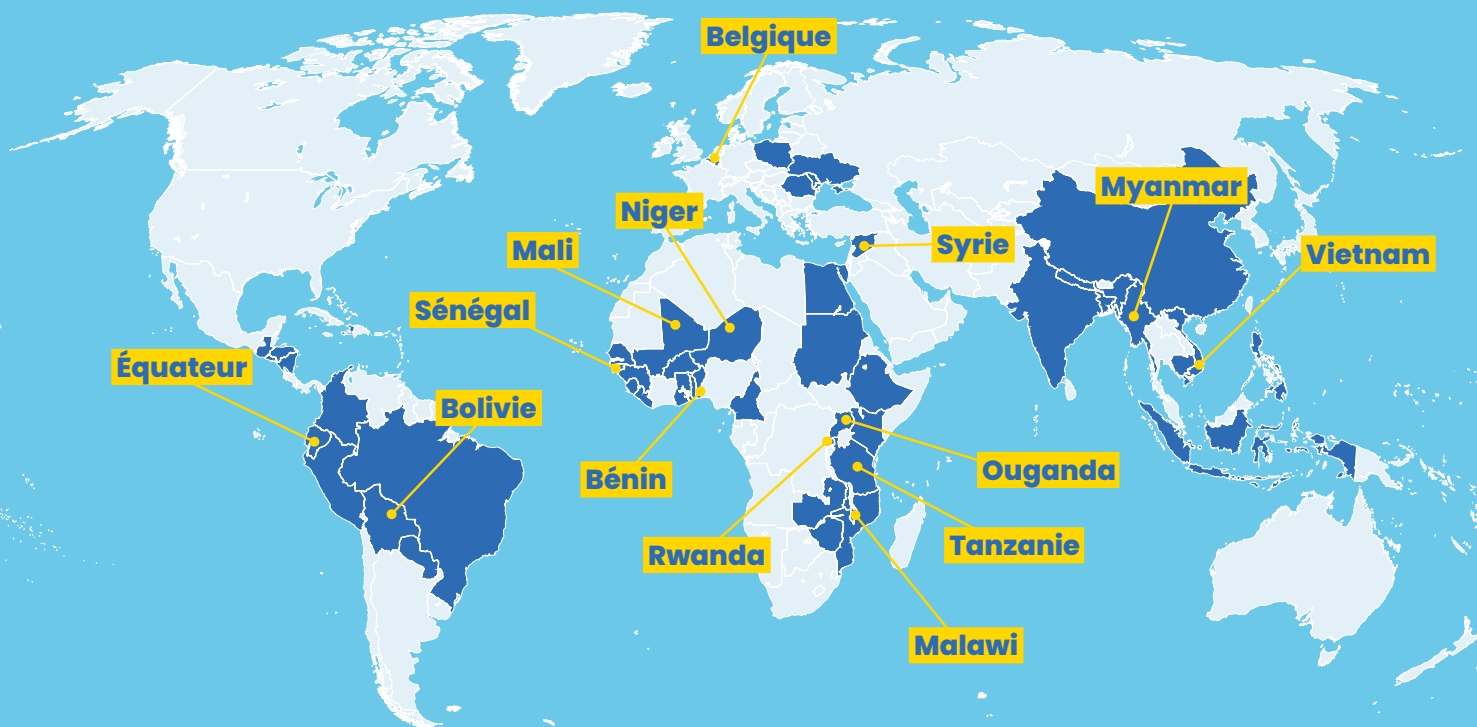 Belgique
Myanmar
Niger
Syrie
Mali
Vietnam
Sénégal
Équateur
Bolivie
Bénin
Ouganda
Rwanda
Tanzanie
Malawi